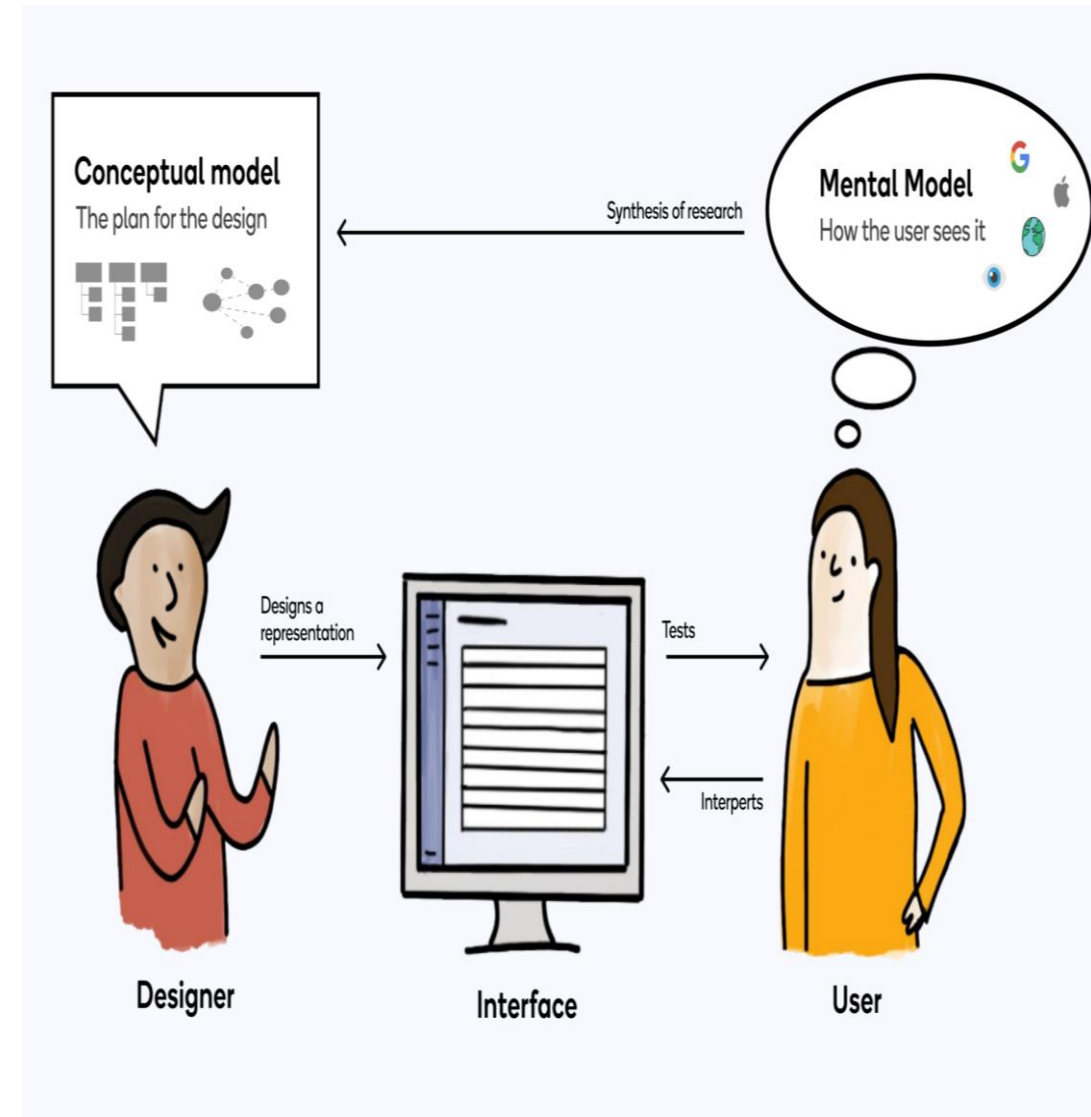 Conceptual model
The plan for the design
Synthesis of research
Mental Model
How the user sees it
G
Designs a
representation
Tests
Interperts
Designer
Interface
User